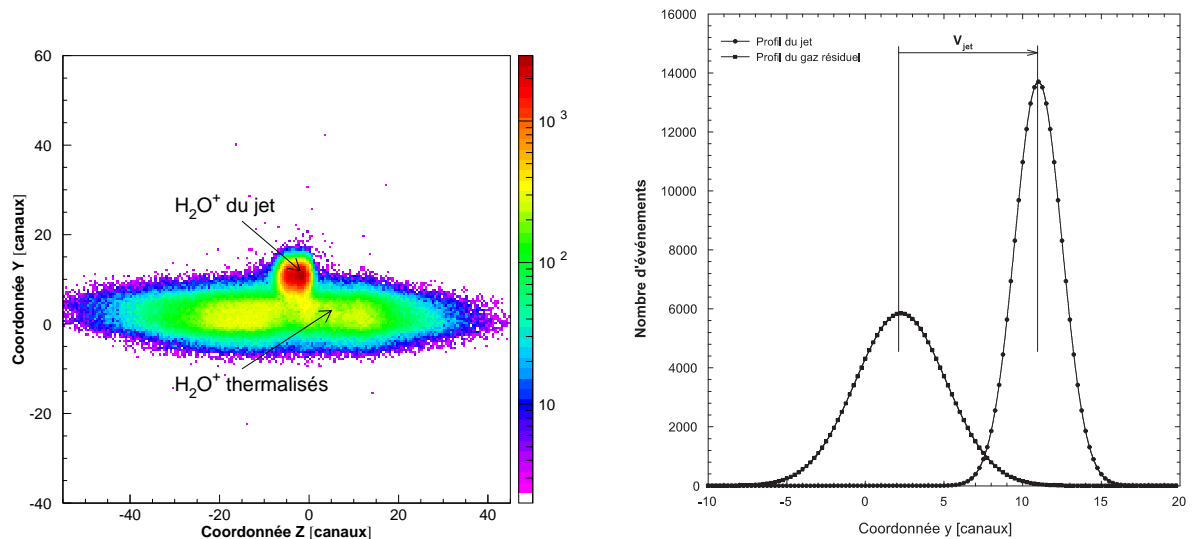 60
40
20
0
-20
-40
Coordonnée Y [canaux]
H2O+ du jet
H2O+ thermalisés
-40 -20 0 20 40
Coordonnée Z [canaux]
10 3
10 2
10
16000
14000
12000
10000
8000
6000
4000
2000
0
Nombre d'événements
Profil du jet
Profil du gaz résiduel
Vjet
-10 -5 0 5 10 15 20
Coordonnée y [canaux]